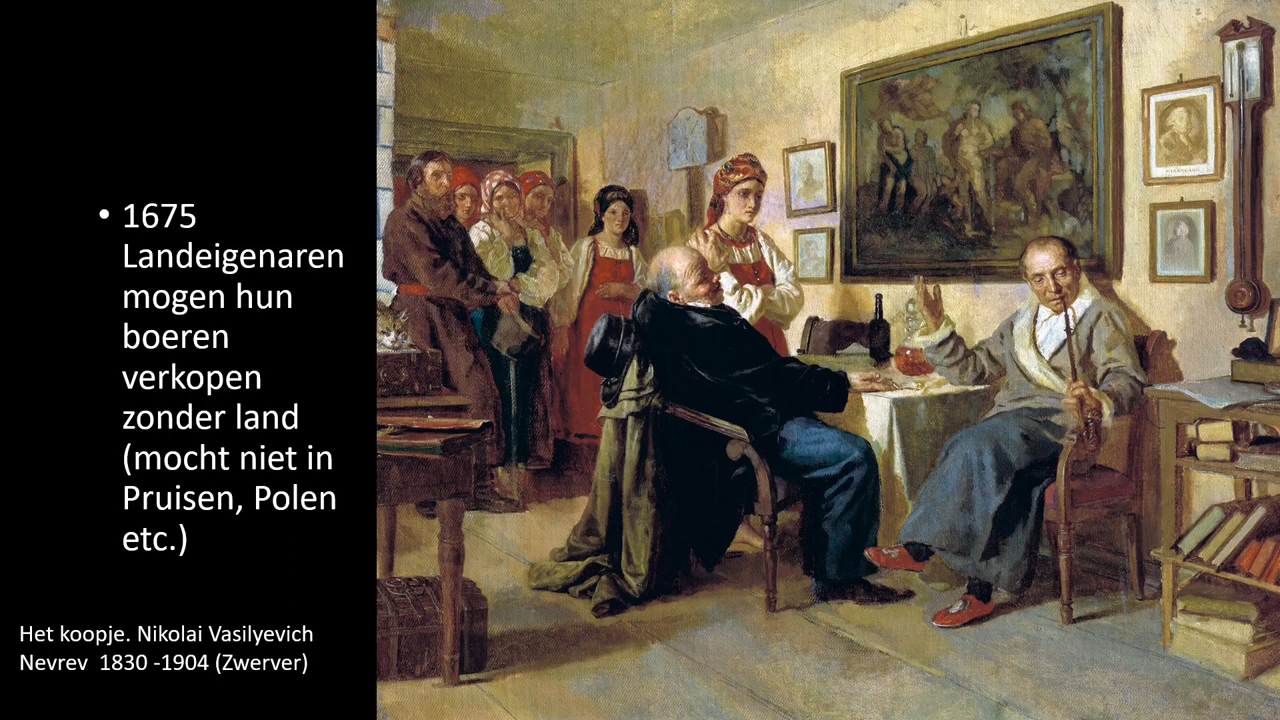 • 1675
Landeigenaren
mogen hun
boeren
verkopen
zonder land
(mocht niet in
Pruisen, Polen
etc.)
Het koopje. Nikolai Vasilyevich
Nevrev  1830 -1904 (Zwerver)